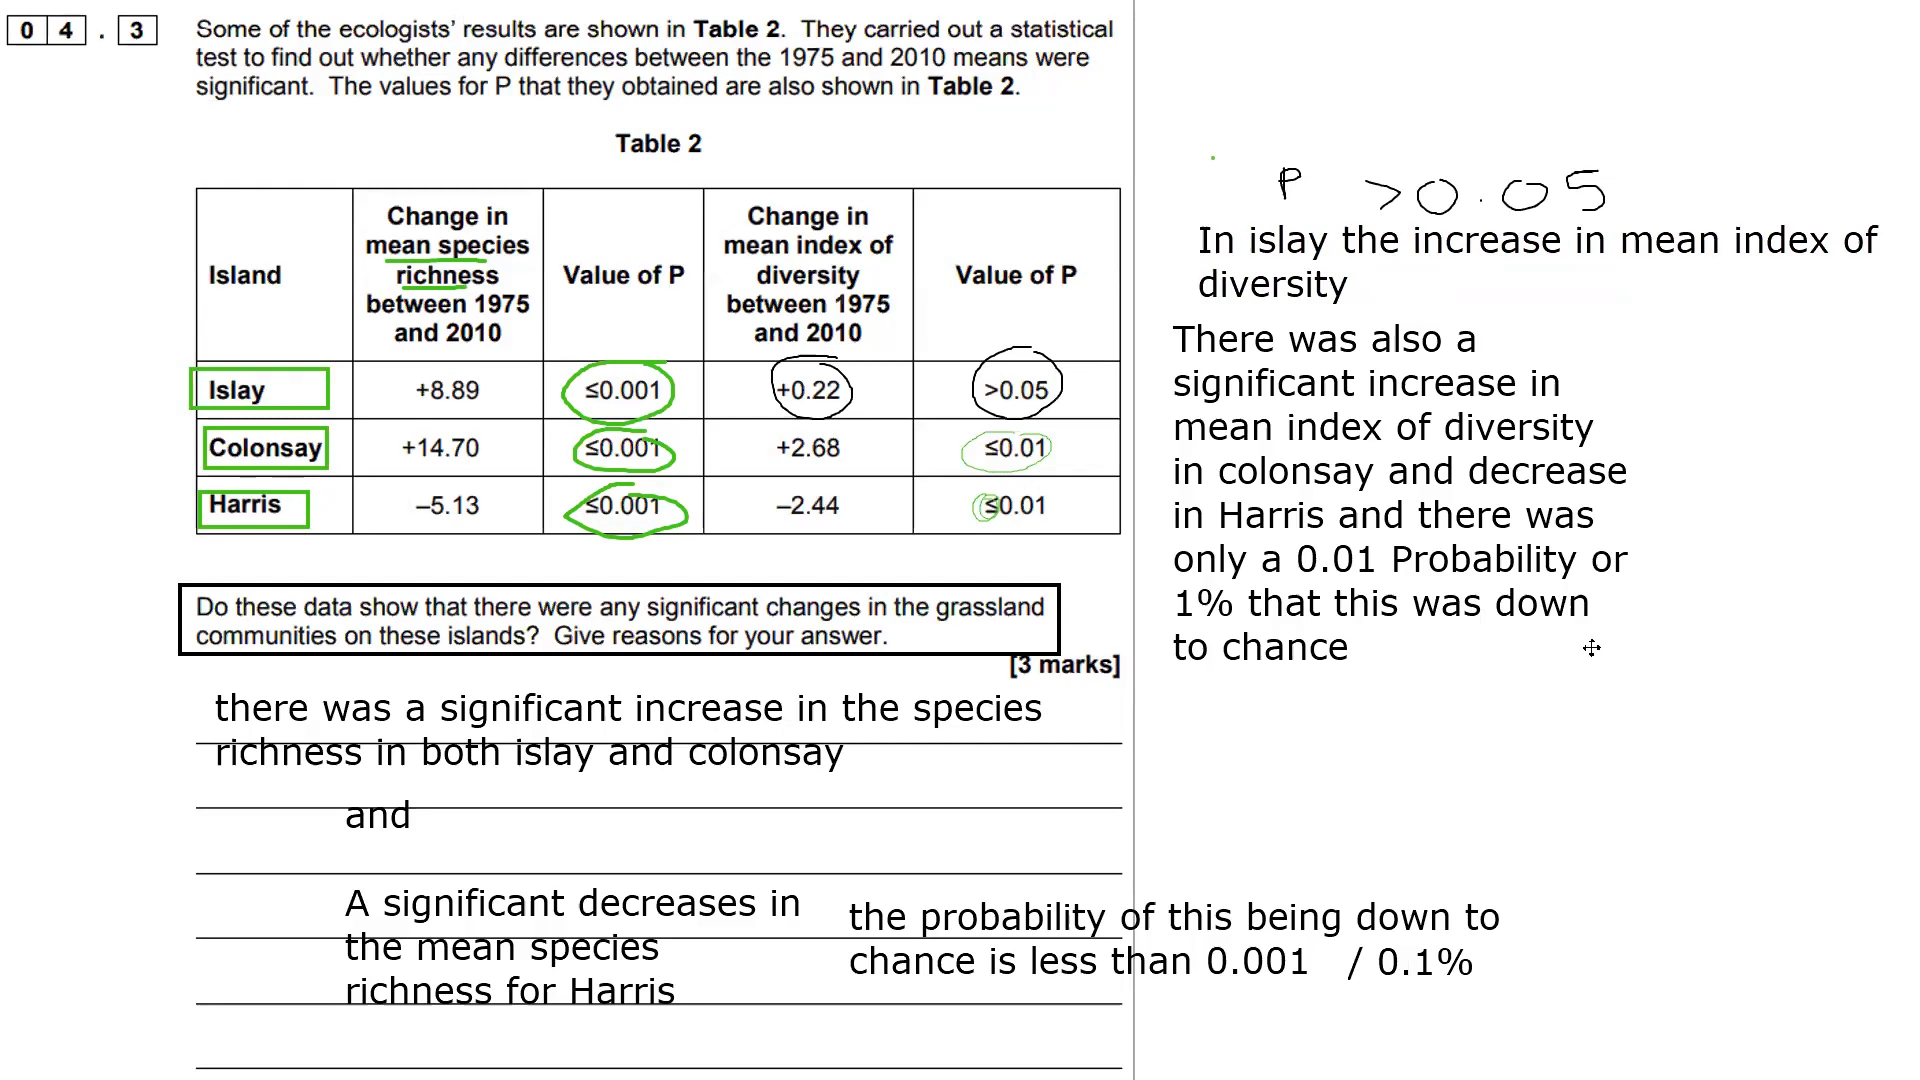 04.3
Some of the ecologists' results are shown in Table 2. They carried out a statistical
test to find out whether any differences between the 1975 and 2010 means were
significant. The values for P that they obtained are also shown in Table 2.
Table 2
Island
Change in
mean species
richness
between 1975
and 2010
Value of P
Change in
mean index of
diversity
between 1975
and 2010
Value of P
Islay +8.89 ≤0.001 +0.22 >0.05
Colonsay +14.70 ≤0.001 +2.68 ≤0.01
Harris –5.13 ≤0.001 –2.44 ≤0.01
Do these data show that there were any significant changes in the grassland
communities on these islands? Give reasons for your answer.
[3 marks]
there was a significant increase in the species
richness in both islay and colonsay
and
A significant decreases in
the mean species
richness for Harris
the probability of this being down to
chance is less than 0.001 / 0.1%
P >0.05
In islay the increase in mean index of
diversity
There was also a
significant increase in
mean index of diversity
in colonsay and decrease
in Harris and there was
only a 0.01 Probability or
1% that this was down
to chance